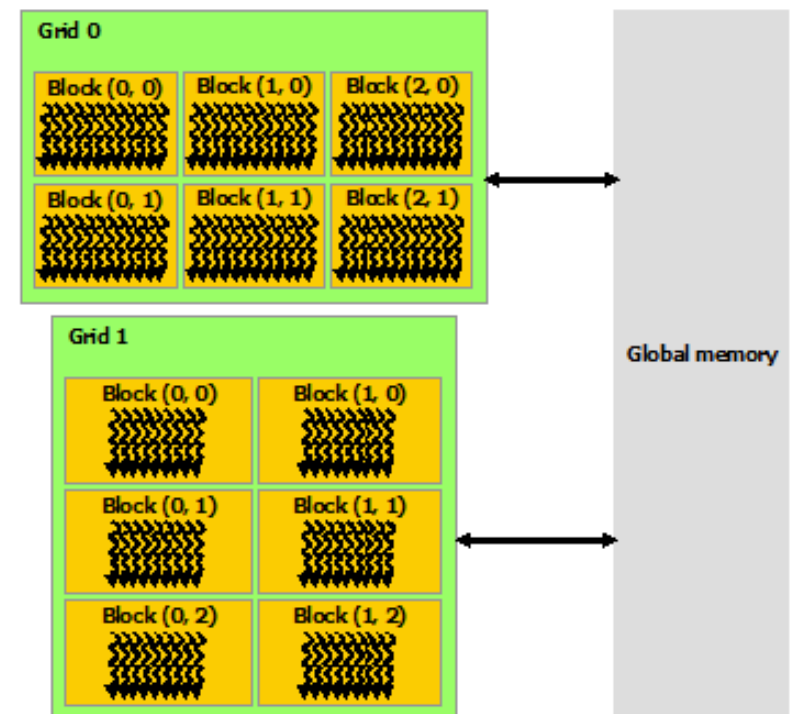 Grid 0
Block (0, 0) Block (1, 0) Block (2, 0)
Block (0, 1) Block (1, 1) Block (2, 1)
Grid 1
Global memory
Block (0, 0) Block (1, 0)
Block (0, 1) Block (1, 1)
Block (0, 2) Block (1, 2)